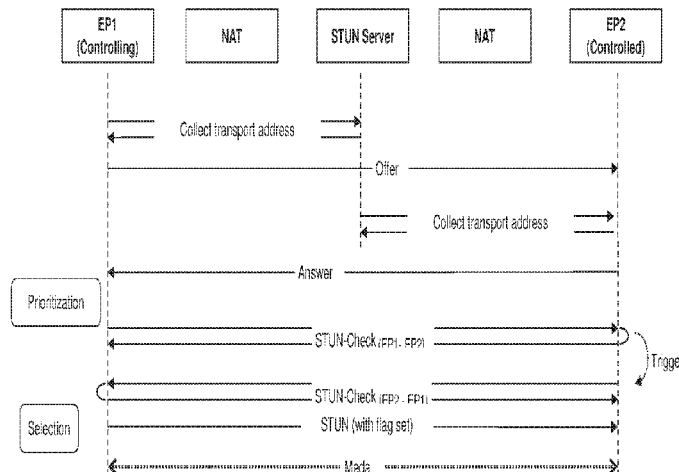 EP1
(Controlling)
NAT
STUN Server
NAT
EP2
(Controlled)
Collect transport address
Offer
Collect transport address
Answer
Prioritization
STUN-Check (EP1 - EP2)
Trigge
STUN-Check (EP2 - EP1)
Selection
STUN (with flag set)
Media